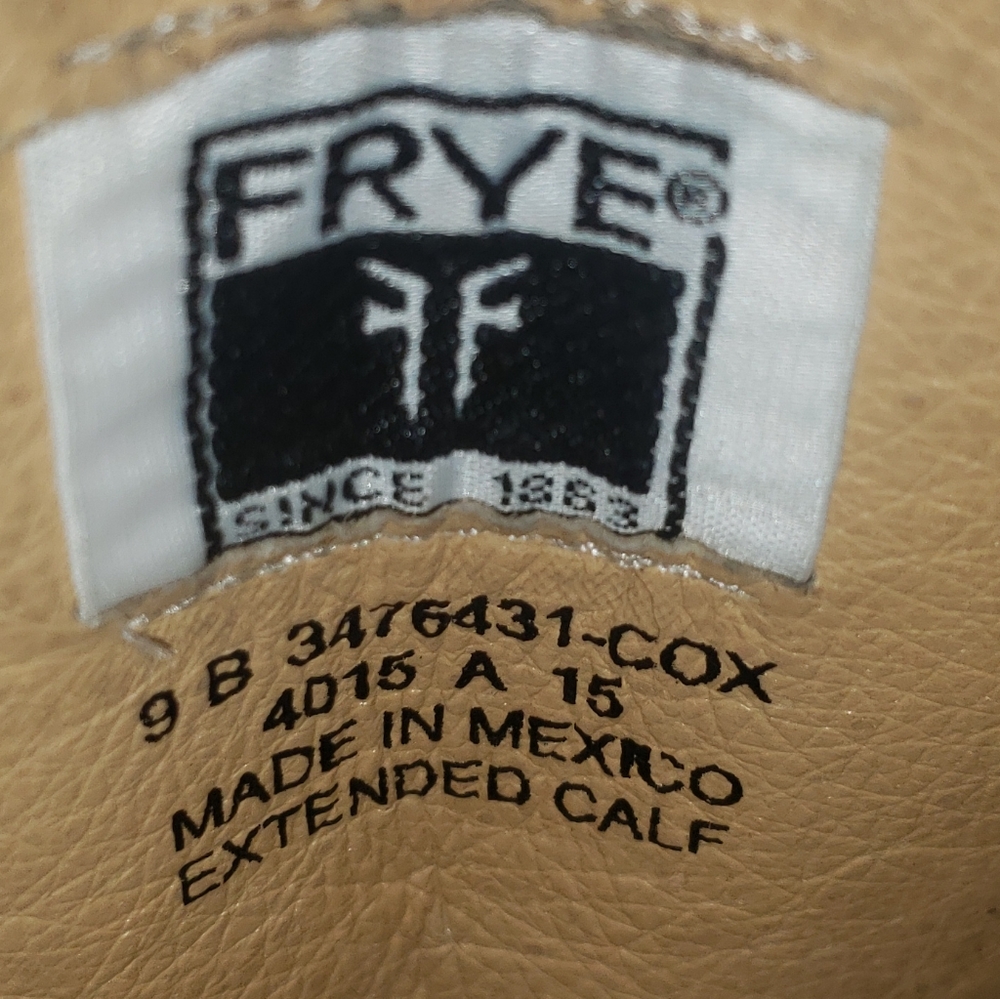 FRYE®
SINCE 1863
9 B 3476431-COX
4015 A 15
MADE IN MEXICO
EXTENDED CALF